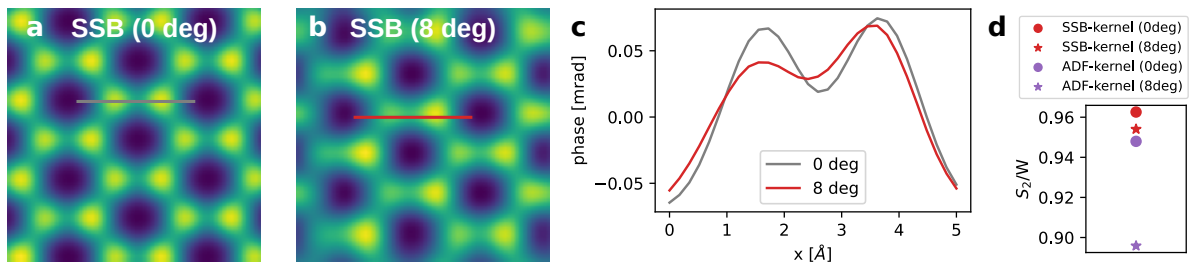 a SSB (0 deg)
b SSB (8 deg)
c
phase [mrad]
0.05
0.00
−0.05
0 deg
8 deg
0 1 2 3 4 5
x [Å]
d
SSB-kernel (0deg)
SSB-kernel (8deg)
ADF-kernel (0deg)
ADF-kernel (8deg)
S₂/W
0.96
0.94
0.92
0.90